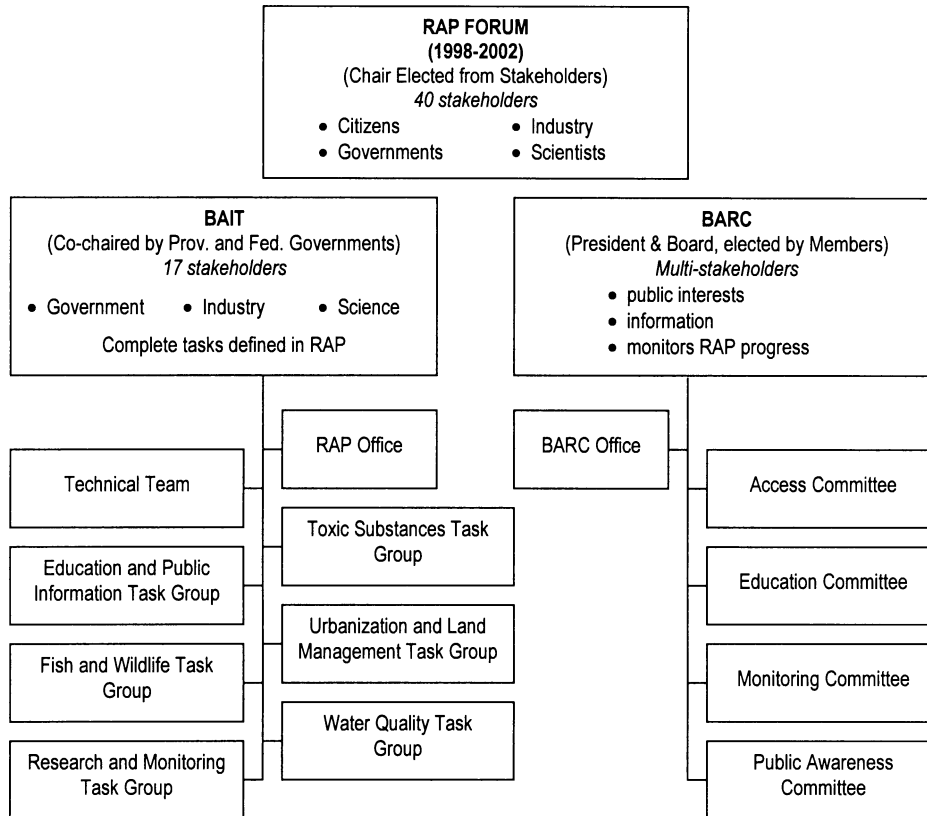 RAP FORUM
(1998-2002)
(Chair Elected from Stakeholders)
40 stakeholders
• Citizens • Industry
• Governments • Scientists
BAIT
(Co-chaired by Prov. and Fed. Governments)
17 stakeholders
• Government • Industry • Science
Complete tasks defined in RAP
BARC
(President & Board, elected by Members)
Multi-stakeholders
• public interests
• information
• monitors RAP progress
RAP Office
Technical Team
Toxic Substances Task
Group
Education and Public
Information Task Group
Urbanization and Land
Management Task Group
Fish and Wildlife Task
Group
Water Quality Task
Group
Research and Monitoring
Task Group
BARC Office
Access Committee
Education Committee
Monitoring Committee
Public Awareness
Committee